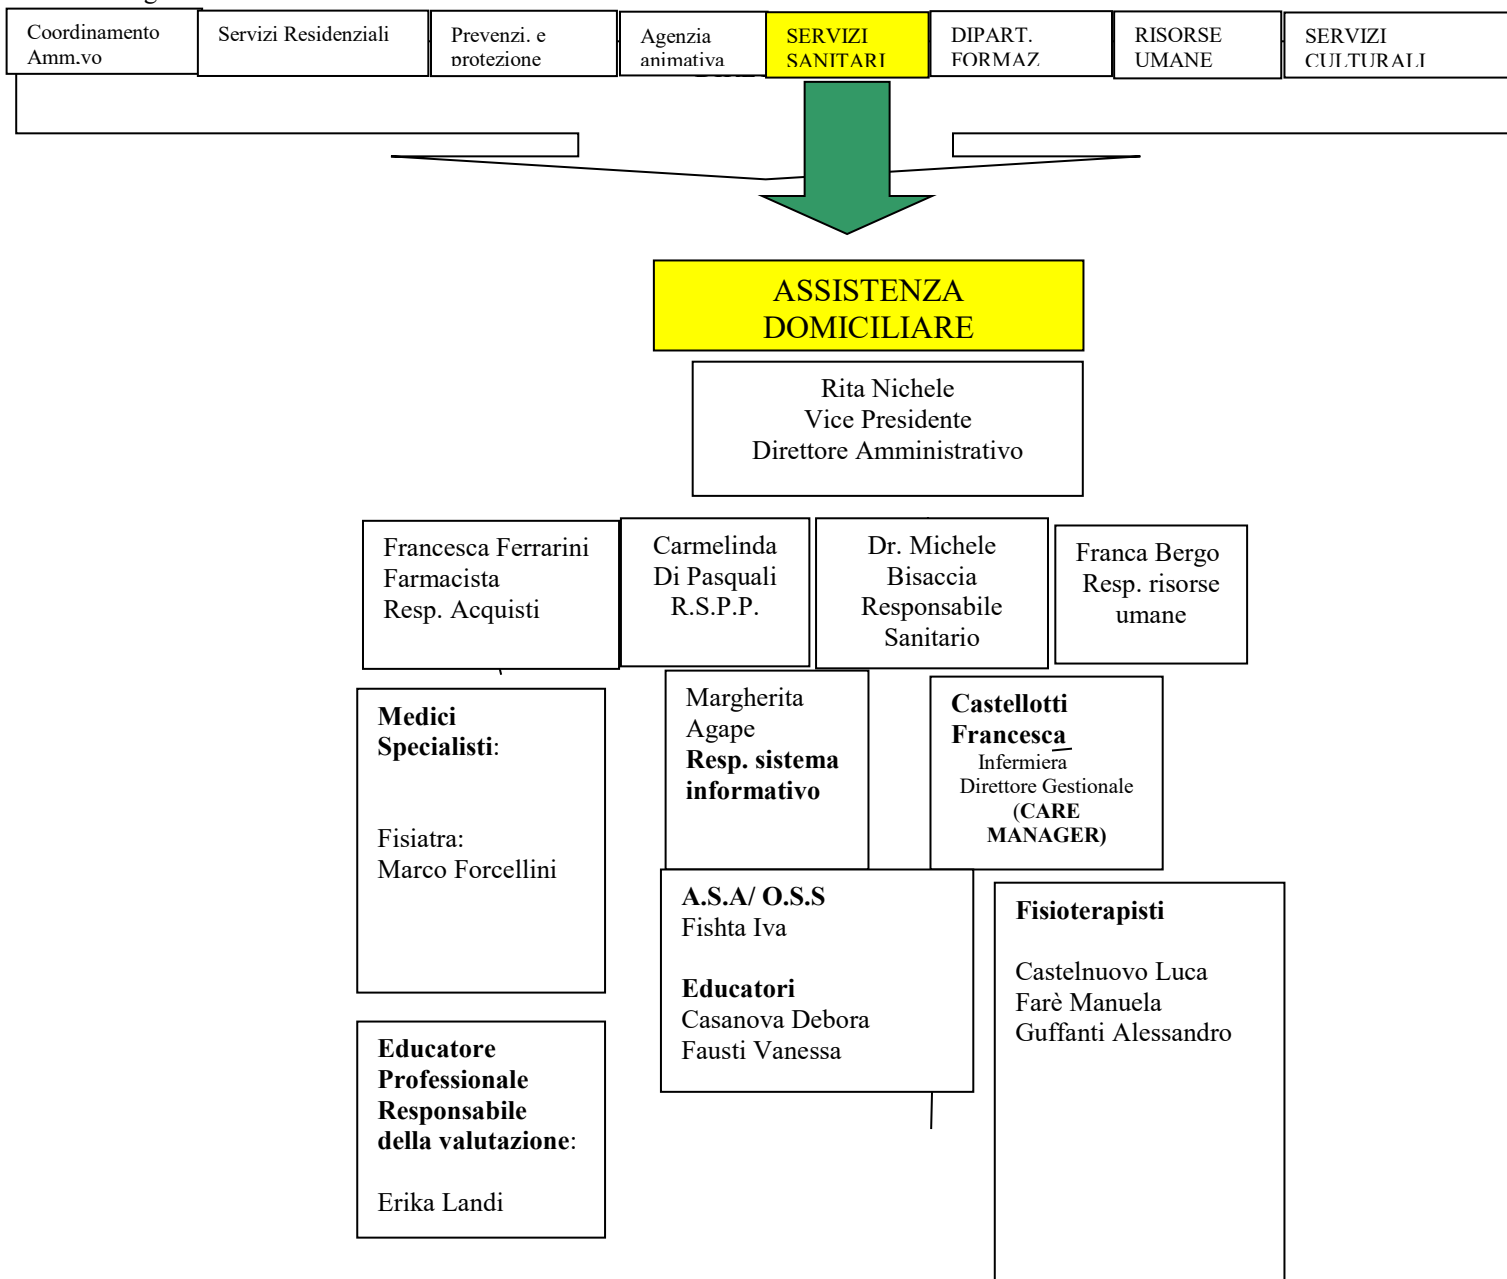 Coordinamento
Amm.vo
Servizi Residenziali
Prevenzi. e
protezione
Agenzia
animativa
SERVIZI
SANITARI
DIPART.
FORMAZ
RISORSE
UMANE
SERVIZI
CULTURALI
ASSISTENZA
DOMICILIARE
Rita Nichele
Vice Presidente
Direttore Amministrativo
Francesca Ferrarini
Farmacista
Resp. Acquisti
Carmelinda
Di Pasquali
R.S.P.P.
Dr. Michele
Bisaccia
Responsabile
Sanitario
Franca Bergo
Resp. risorse
umane
Medici
Specialisti:
Fisiatra:
Marco Forcellini
Margherita
Agape
Resp. sistema
informativo
Castellotti
Francesca
Infermiera
Direttore Gestionale
(CARE
MANAGER)
A.S.A/ O.S.S
Fishta Iva
Educatori
Casanova Debora
Fausti Vanessa
Fisioterapisti
Castelnuovo Luca
Farè Manuela
Guffanti Alessandro
Educatore
Professionale
Responsabile
della valutazione:
Erika Landi